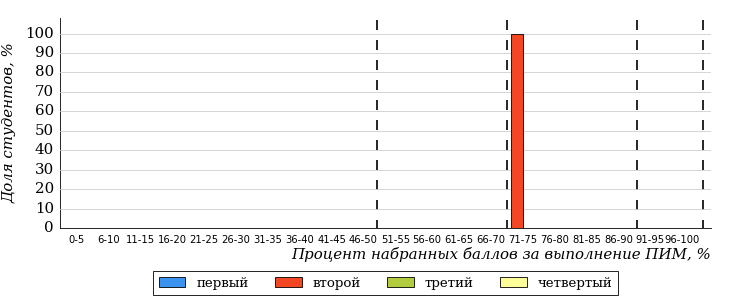 Доля студентов, %
100
90
80
70
60
50
40
30
20
10
0
0-5 6-10 11-15 16-20 21-25 26-30 31-35 36-40 41-45 46-50 51-55 56-60 61-65 66-70 71-75 76-80 81-85 86-90 91-95 96-100
Процент набранных баллов за выполнение ПИМ, %
первый второй третий четвертый